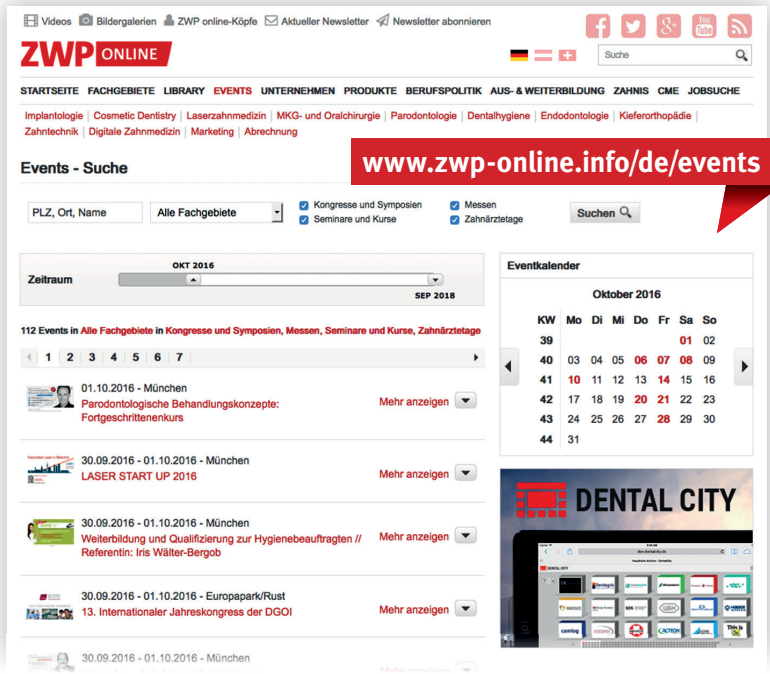 Videos Bildergalerien ZWP online-Köpfe Aktueller Newsletter Newsletter abonnieren
You Tube
ZWP ONLINE
Suche
STARTSEITE FACHGEBIETE LIBRARY EVENTS UNTERNEHMEN PRODUKTE BERUFSPOLITIK AUS- & WEITERBILDUNG ZAHNIS CME JOBSUCHE
Implantologie | Cosmetic Dentistry | Laserzahnmedizin | MKG- und Oralchirurgie | Parodontologie | Dentalhygiene | Endodontologie | Kieferorthopädie |
Zahntechnik | Digitale Zahnmedizin | Marketing | Abrechnung
www.zwp-online.info/de/events
Events - Suche
PLZ, Ort, Name
Alle Fachgebiete
Kongresse und Symposien
Messen
Seminare und Kurse
Zahnärztetage
Suchen
Zeitraum
OKT 2016
SEP 2018
112 Events in Alle Fachgebiete in Kongresse und Symposien, Messen, Seminare und Kurse, Zahnärztetage
1 2 3 4 5 6 7
01.10.2016 - München
Parodontologische Behandlungskonzepte:
Fortgeschrittenenkurs
Mehr anzeigen
30.09.2016 - 01.10.2016 - München
LASER START UP 2016
Mehr anzeigen
30.09.2016 - 01.10.2016 - München
Weiterbildung und Qualifizierung zur Hygienebeauftragten //
Referentin: Iris Wälter-Bergob
Mehr anzeigen
30.09.2016 - 01.10.2016 - Europapark/Rust
13. Internationaler Jahreskongress der DGOI
Mehr anzeigen
30.09.2016 - 01.10.2016 - München
Mehr anzeigen
Eventkalender
Oktober 2016
KW Mo Di Mi Do Fr Sa So
39 01 02
40 03 04 05 06 07 08 09
41 10 11 12 13 14 15 16
42 17 18 19 20 21 22 23
43 24 25 26 27 28 29 30
44 31
DENTAL CITY
DENTAL CITY
camlog
ACTEON
This is